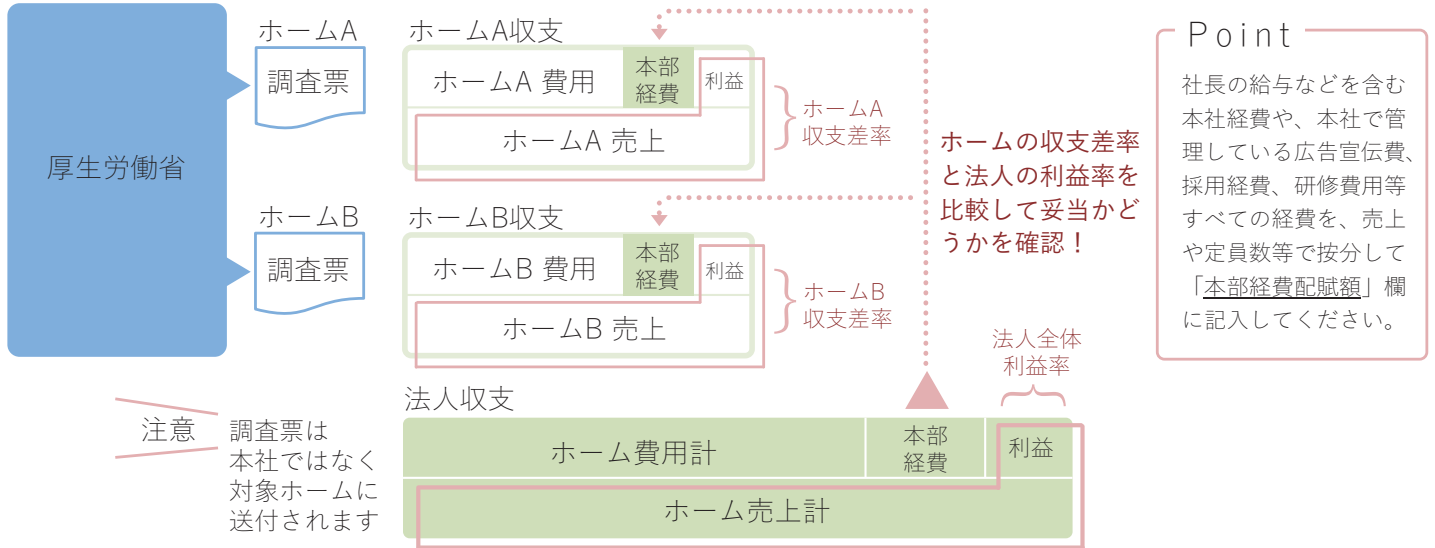 厚生労働省
ホームA
調査票
ホームA収支
ホームA 費用
本部
経費
利益
ホームA 売上
ホームA
収支差率
ホームB
調査票
ホームB収支
ホームB 費用
本部
経費
利益
ホームB 売上
ホームB
収支差率
ホームの収支差率
と法人の利益率を
比較して妥当かど
うかを確認！
Point
社長の給与などを含む
本社経費や、本社で管
理している広告宣伝費、
採用経費、研修費用等
すべての経費を、売上
や定員数等で按分して
「本部経費配賦額」欄
に記入してください。
法人全体
利益率
法人収支
ホーム費用計
本部
経費
利益
ホーム売上計
注意
調査票は
本社ではなく
対象ホームに
送付されます